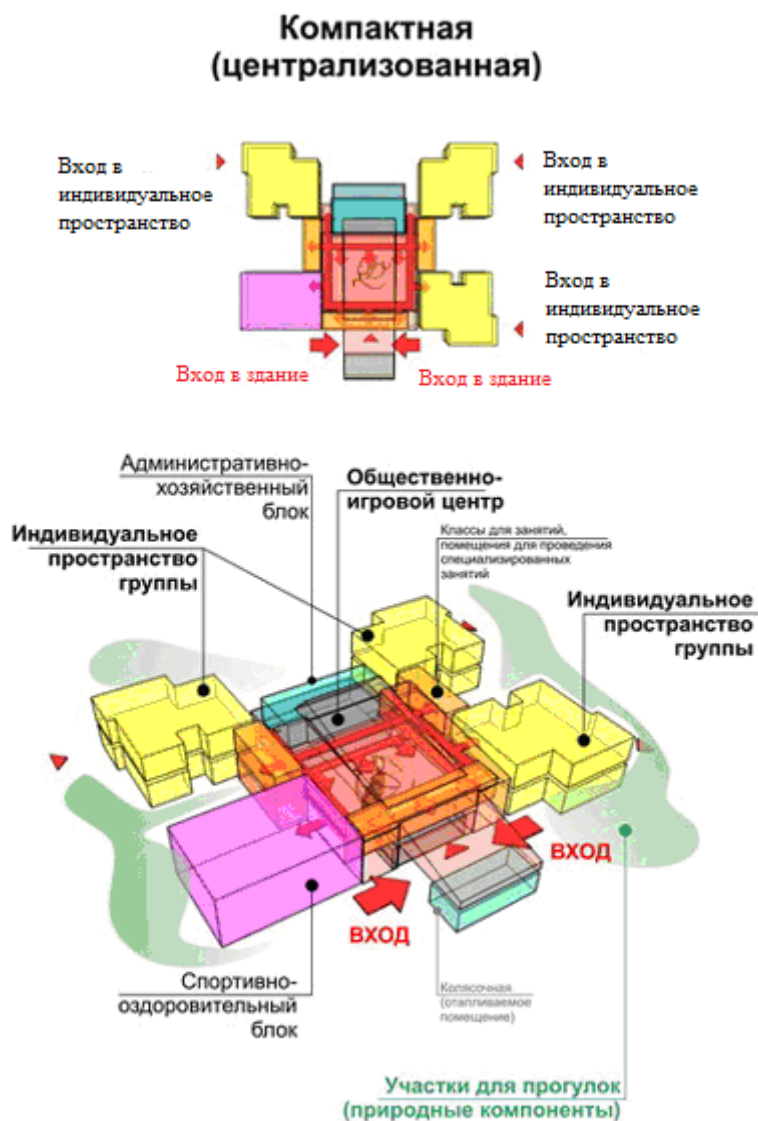 Компактная
(централизованная)
Вход в
индивидуальное
пространство
Вход в
индивидуальное
пространство
Вход в
индивидуальное
пространство
Вход в здание
Вход в здание
Административно-
хозяйственный
блок
Общественно-
игровой центр
Классы для занятий,
помещения для проведения
специализированных
занятий
Индивидуальное
пространство
группы
Индивидуальное
пространство
группы
ВХОД
ВХОД
Спортивно-
оздоровительный
блок
Колясочная
(отапливаемое
помещение)
Участки для прогулок
(природные компоненты)